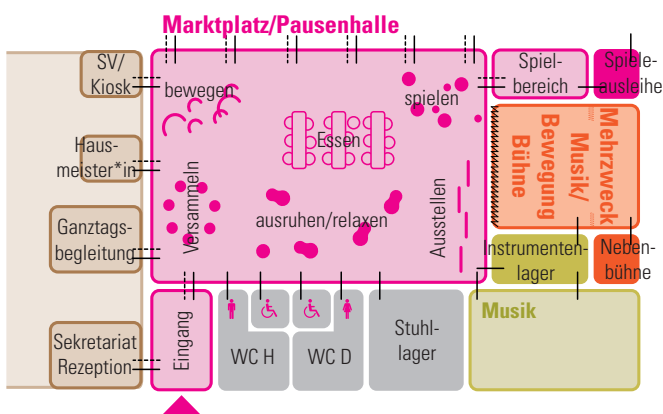 Marktplatz/Pausenhalle
SV/
Kiosk
bewegen
spielen
Spiel-
bereich
Spiele-
ausleihe
Essen
Haus-
meister*in
Mehrzweck
Musik/
Bewegung
Bühne
Versammeln
ausruhen/relaxen
Ausstellen
Ganztags-
begleitung
Instrumenten-
lager
Neben-
bühne
Sekretariat
Rezeption
Eingang
WC H
WC D
Stuhl-
lager
Musik